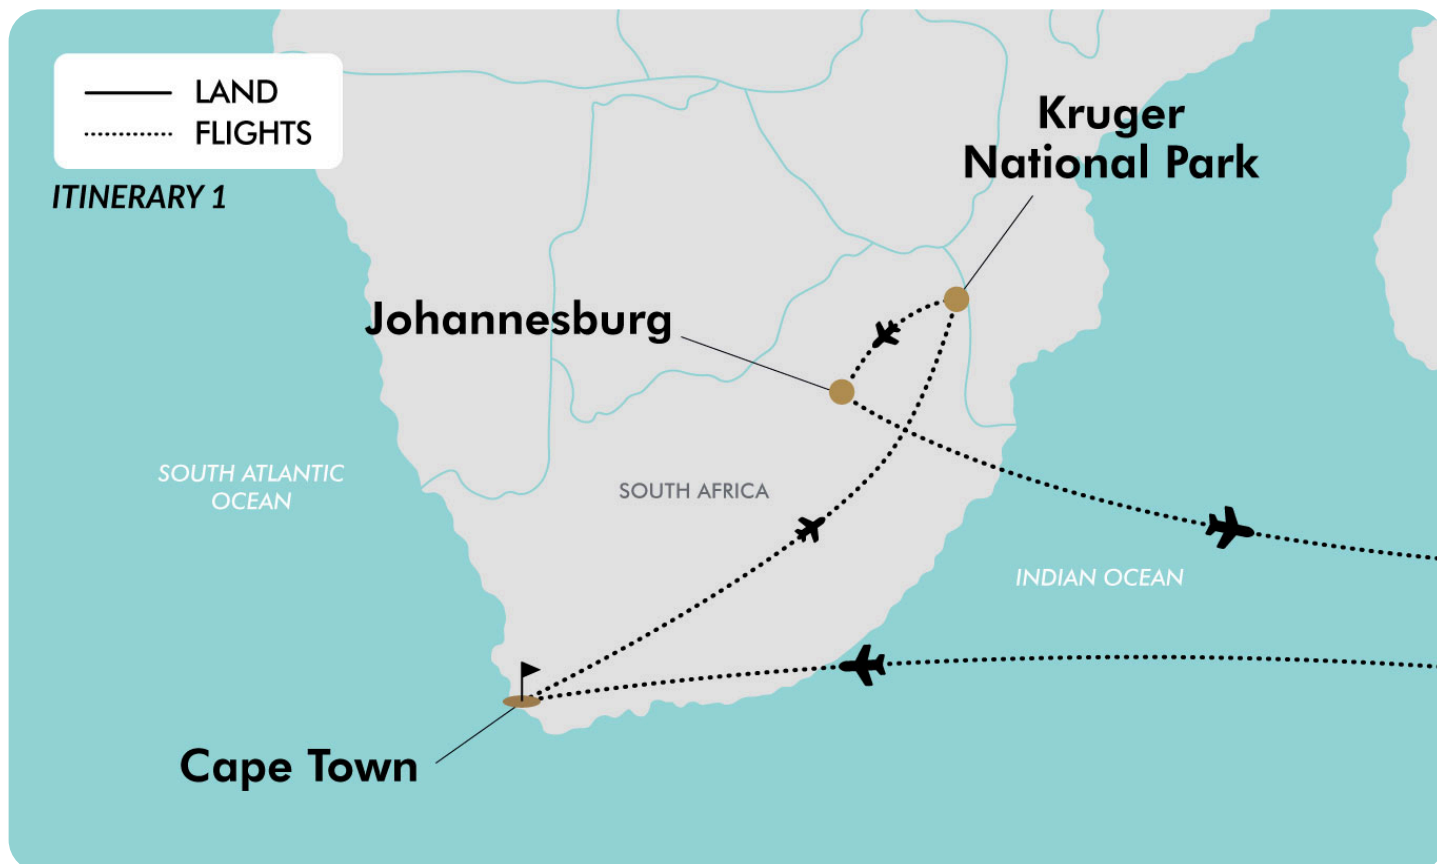 LAND
FLIGHTS
ITINERARY 1
Kruger
National Park
Johannesburg
SOUTH ATLANTIC
OCEAN
SOUTH AFRICA
INDIAN OCEAN
Cape Town